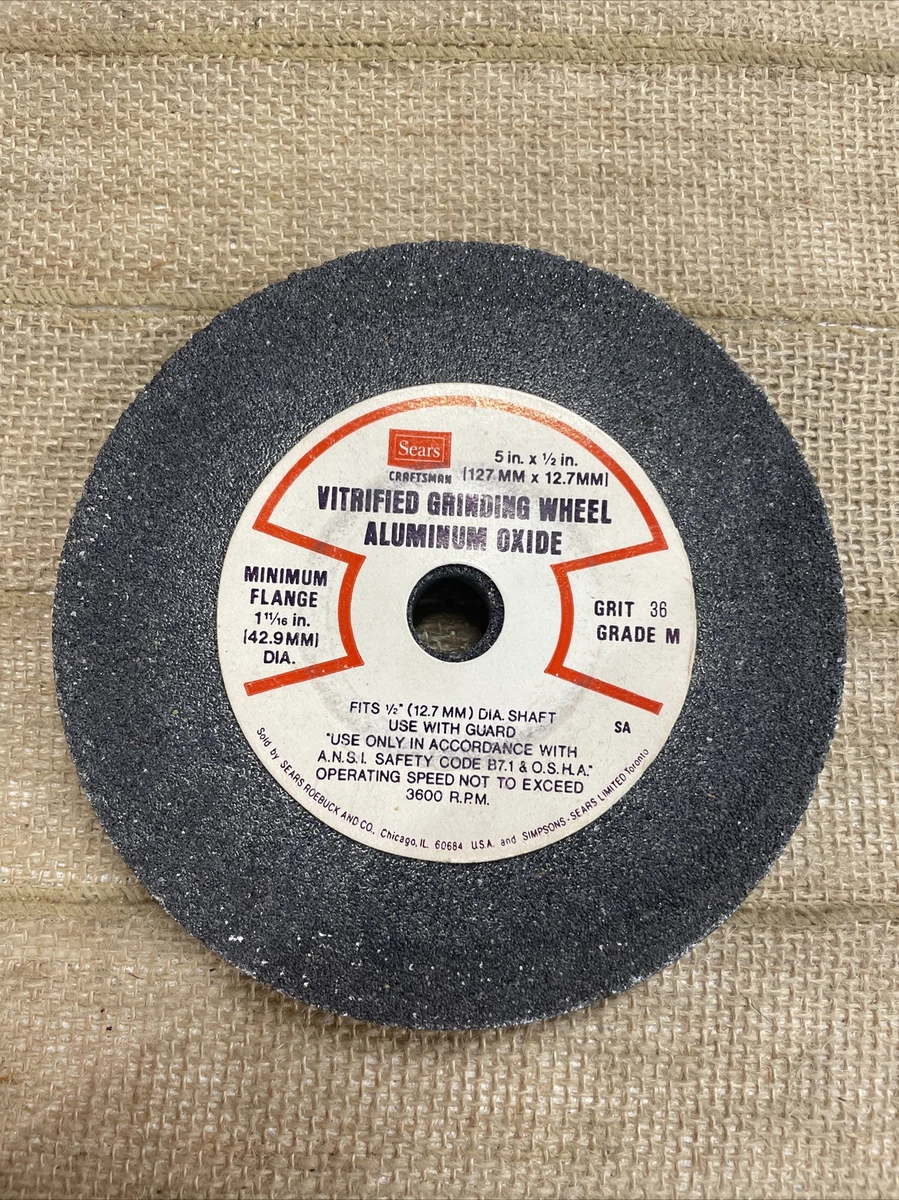 Sears
CRAFTSMAN
5 in. x ½ in.
(127 MM x 12.7MM)
VITRIFIED GRINDING WHEEL
ALUMINUM OXIDE
MINIMUM
FLANGE
1 11/16 in.
(42.9MM)
DIA.
GRIT 36
GRADE M
FITS ½" (12.7 MM) DIA. SHAFT
USE WITH GUARD
"USE ONLY IN ACCORDANCE WITH
A.N.S.I. SAFETY CODE B7.1 & O.S.H.A."
OPERATING SPEED NOT TO EXCEED
3600 R.P.M.
SA
Sold by SEARS ROEBUCK AND CO. Chicago, IL. 60684 U.S.A. and SIMPSONS-SEARS LIMITED Toronto